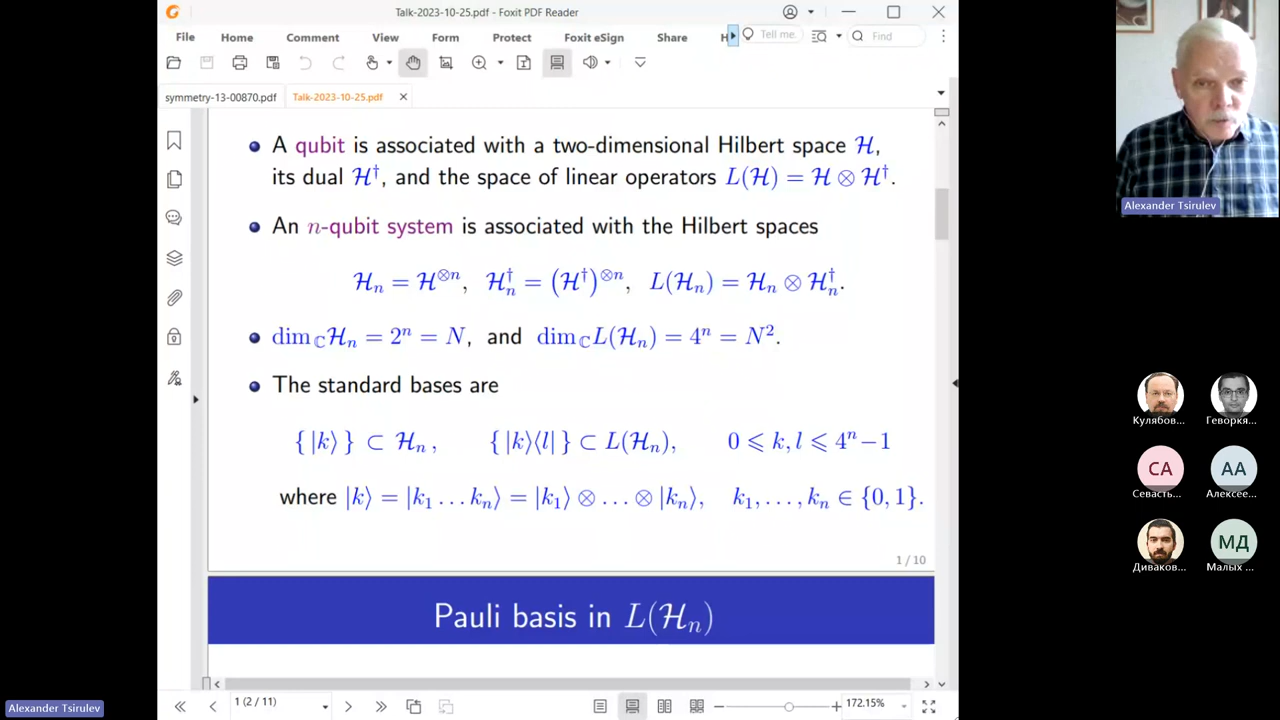 Talk-2023-10-25.pdf - Foxit PDF Reader
File Home Comment View Form Protect Foxit eSign Share H Tell me. Find
symmetry-13-00870.pdf Talk-2023-10-25.pdf
A qubit is associated with a two-dimensional Hilbert space ℋ,
its dual ℋ†, and the space of linear operators L(ℋ) = ℋ ⊗ ℋ†.
An n-qubit system is associated with the Hilbert spaces
ℋₙ = ℋ^{⊗n}, ℋₙ† = (ℋ†)^{⊗n}, L(ℋₙ) = ℋₙ ⊗ ℋₙ†.
dim_ℂ ℋₙ = 2ⁿ = N, and dim_ℂ L(ℋₙ) = 4ⁿ = N².
The standard bases are
{|k⟩} ⊂ ℋₙ, {|k⟩⟨l|} ⊂ L(ℋₙ), 0 ⩽ k, l ⩽ 4ⁿ−1
where |k⟩ = |k₁ … kₙ⟩ = |k₁⟩ ⊗ … ⊗ |kₙ⟩, k₁, …, kₙ ∈ {0, 1}.
1 / 10
Pauli basis in L(ℋₙ)
1 (2 / 11)
172.15%
Alexander Tsirulev
Alexander Tsirulev
Кулябов... Геворкя...
СА АА
Севасть... Алексее...
МД
Диваков... Малых ...